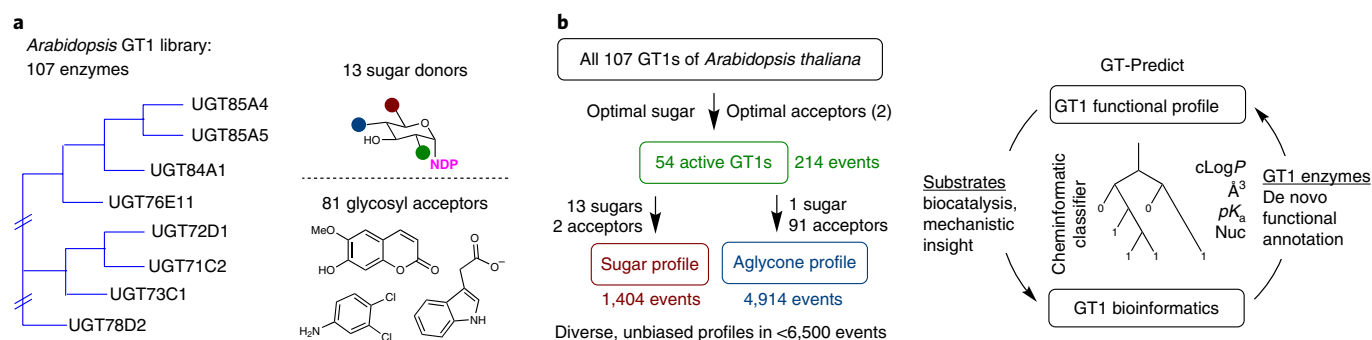 a
Arabidopsis GT1 library:
107 enzymes
UGT85A4
UGT85A5
UGT84A1
UGT76E11
UGT72D1
UGT71C2
UGT73C1
UGT78D2
13 sugar donors
O
HO
NDP
81 glycosyl acceptors
MeO
HO
O
O
O
O⁻
Cl
Cl
H₂N
NH
b
All 107 GT1s of Arabidopsis thaliana
Optimal sugar
Optimal acceptors (2)
54 active GT1s
214 events
13 sugars
2 acceptors
1 sugar
91 acceptors
Sugar profile
Aglycone profile
1,404 events
4,914 events
Diverse, unbiased profiles in <6,500 events
GT-Predict
GT1 functional profile
Substrates
biocatalysis,
mechanistic
insight
Cheminformatic
classifier
0
0
1
1
1
1
cLogP
Å³
pKₐ
Nuc
GT1 enzymes
De novo
functional
annotation
GT1 bioinformatics